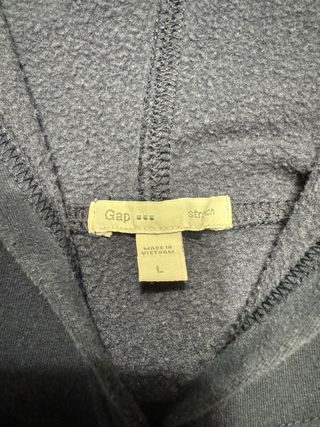 Gap stretch
MADE IN
VIETNAM
L